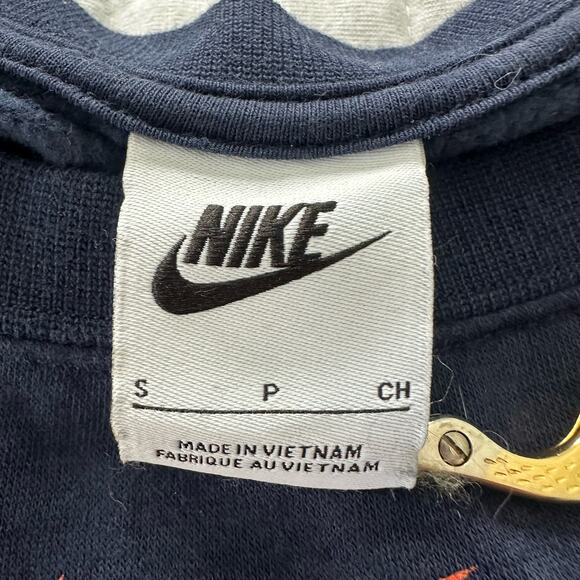 NIKE
S P CH
MADE IN VIETNAM
FABRIQUE AU VIETNAM